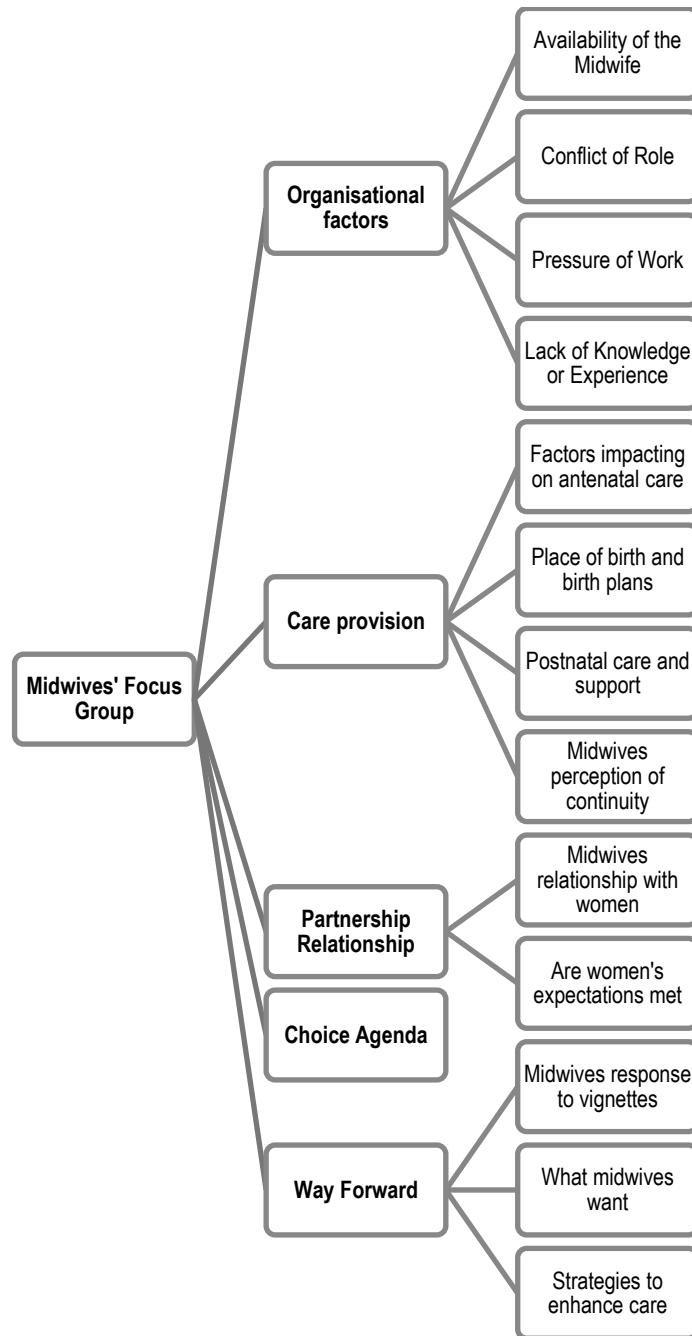 Midwives' Focus
Group
Organisational
factors
Availability of the
Midwife
Conflict of Role
Pressure of Work
Lack of Knowledge
or Experience
Care provision
Factors impacting
on antenatal care
Place of birth and
birth plans
Postnatal care and
support
Midwives
perception of
continuity
Partnership
Relationship
Midwives
relationship with
women
Are women's
expectations met
Choice Agenda
Way Forward
Midwives response
to vignettes
What midwives
want
Strategies to
enhance care